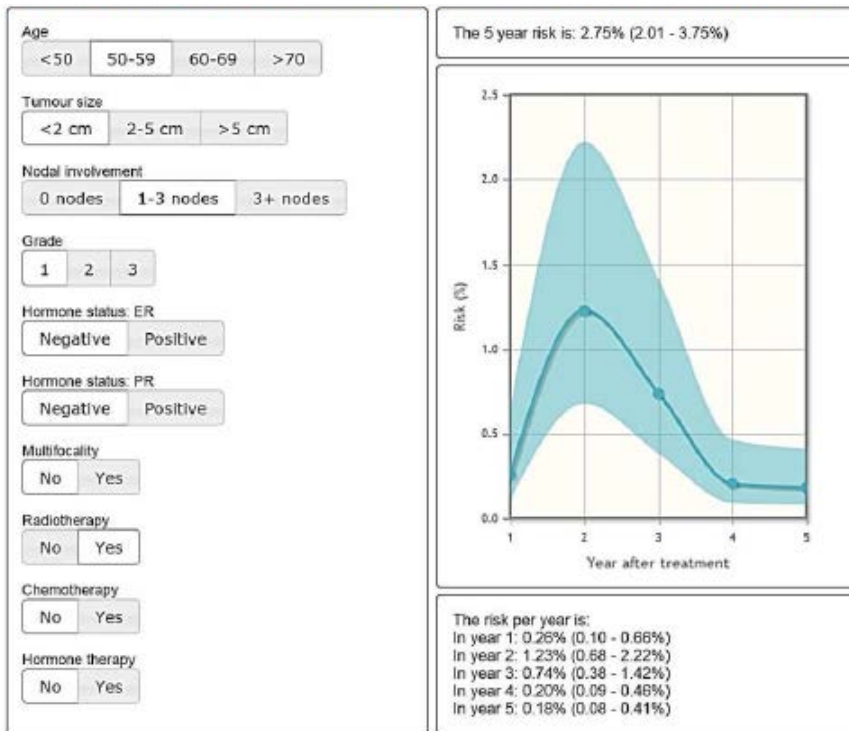 Age
<50 50-59 60-69 >70
Tumour size
<2 cm 2-5 cm >5 cm
Nodal involvement
0 nodes 1-3 nodes 3+ nodes
Grade
1 2 3
Hormone status: ER
Negative Positive
Hormone status: PR
Negative Positive
Multifocality
No Yes
Radiotherapy
No Yes
Chemotherapy
No Yes
Hormone therapy
No Yes
The 5 year risk is: 2.75% (2.01 - 3.75%)
2.5
2.0
1.5
1.0
0.5
0.0
Risk (%)
1 2 3 4 5
Year after treatment
The risk per year is:
In year 1: 0.26% (0.10 - 0.66%)
In year 2: 1.23% (0.68 - 2.22%)
In year 3: 0.74% (0.38 - 1.42%)
In year 4: 0.20% (0.09 - 0.46%)
In year 5: 0.18% (0.08 - 0.41%)